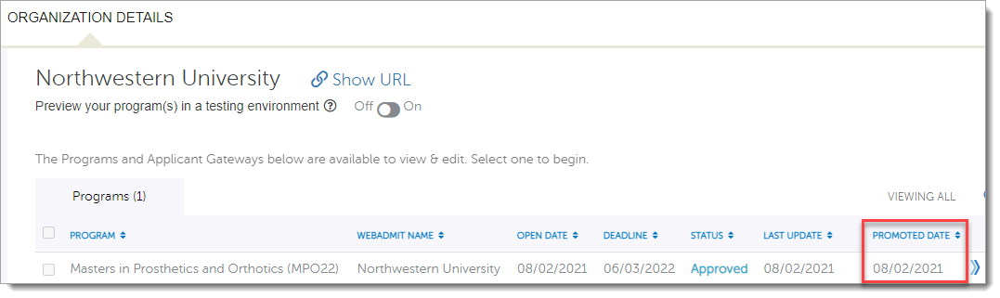 ORGANIZATION DETAILS
Northwestern University Show URL
Preview your program(s) in a testing environment Off On
The Programs and Applicant Gateways below are available to view & edit. Select one to begin.
Programs (1) VIEWING ALL
PROGRAM WEBADMIT NAME OPEN DATE DEADLINE STATUS LAST UPDATE PROMOTED DATE
Masters in Prosthetics and Orthotics (MPO22) Northwestern University 08/02/2021 06/03/2022 Approved 08/02/2021 08/02/2021